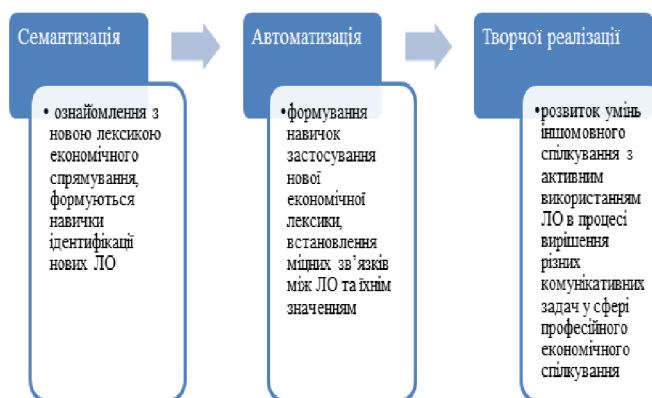 Семантизація
• ознайомлення з
новою лексикою
економічного
спрямування,
формуються
навички
ідентифікації
нових ЛО
Автоматизація
•формування
навичок
застосування
нової
економічної
лексики,
встановлення
міцних зв’язків
між ЛО та їхнім
значенням
Творчої реалізації
•розвиток умінь
іншомовного
спілкування з
активним
використанням
ЛО в процесі
вирішення
різних
комунікативних
задач у сфері
професійного
економічного
спілкування